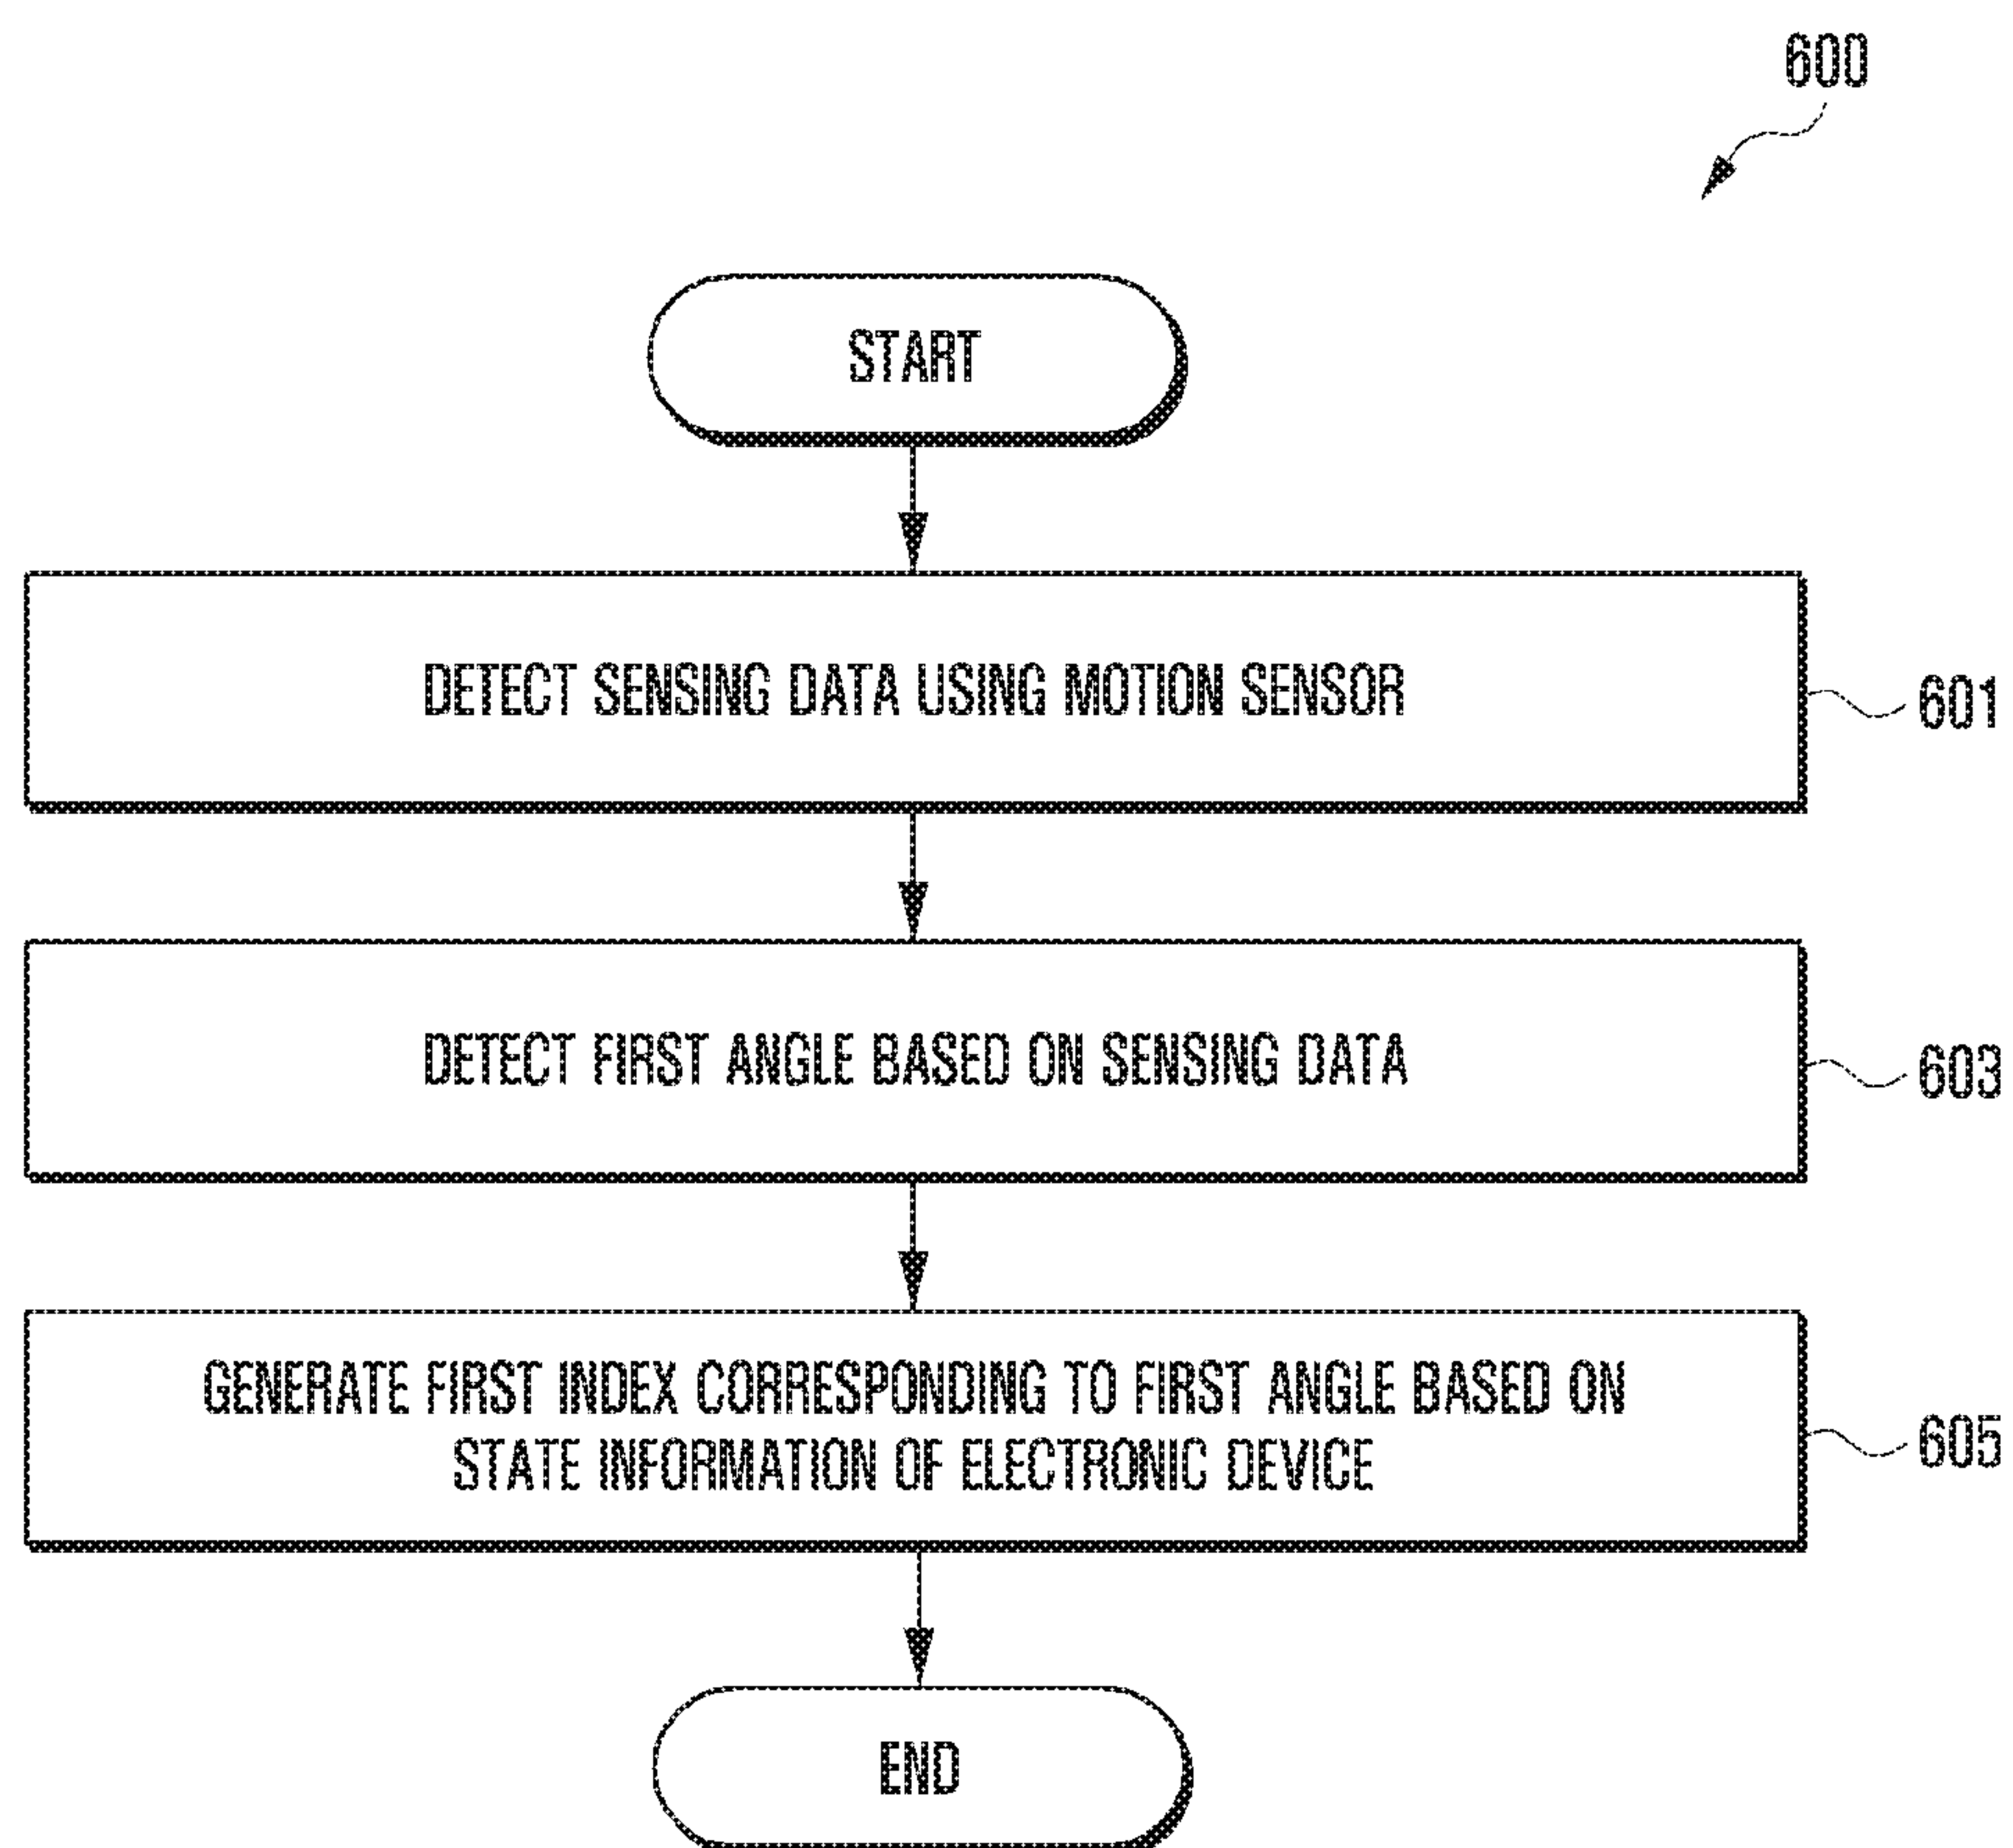 600
START
DETECT SENSING DATA USING MOTION SENSOR
601
DETECT FIRST ANGLE BASED ON SENSING DATA
603
GENERATE FIRST INDEX CORRESPONDING TO FIRST ANGLE BASED ON
STATE INFORMATION OF ELECTRONIC DEVICE
605
END